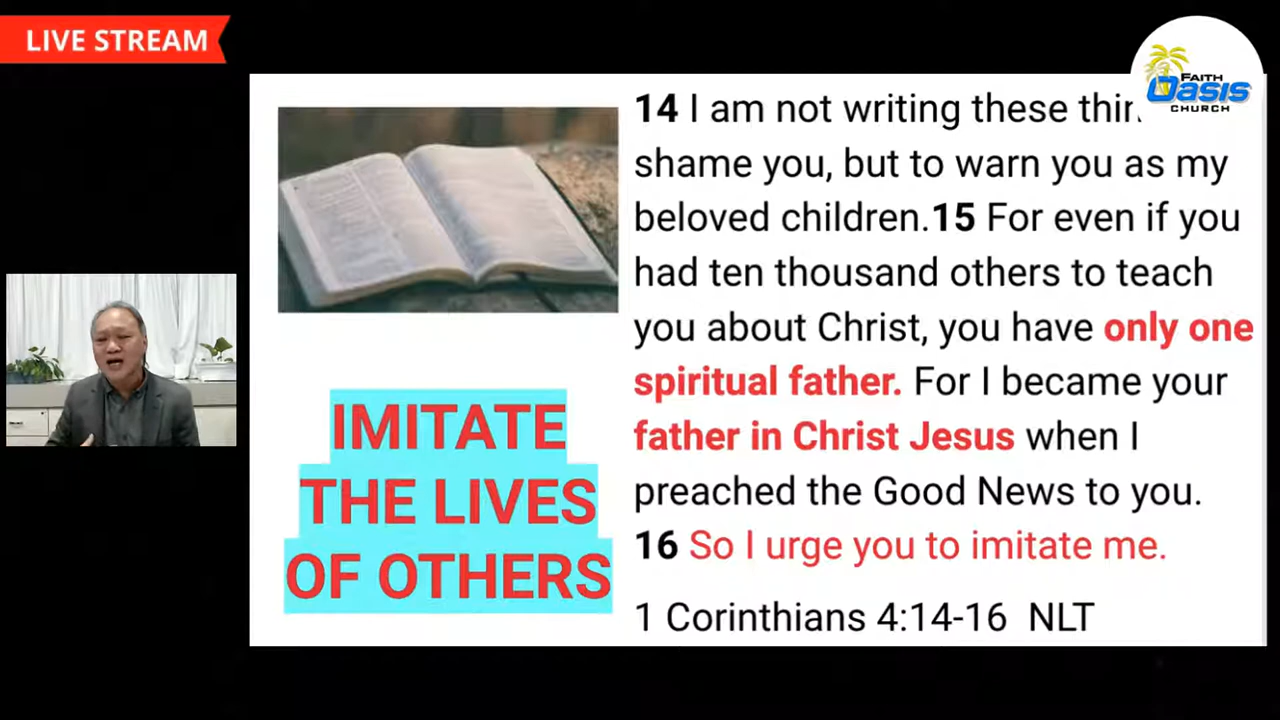 LIVE STREAM
FAITH
Oasis
CHURCH
14 I am not writing these
shame you, but to warn you as my
beloved children.15 For even if you
had ten thousand others to teach
you about Christ, you have only one
spiritual father. For I became your
father in Christ Jesus when I
preached the Good News to you.
16 So I urge you to imitate me.
1 Corinthians 4:14-16 NLT
IMITATE
THE LIVES
OF OTHERS